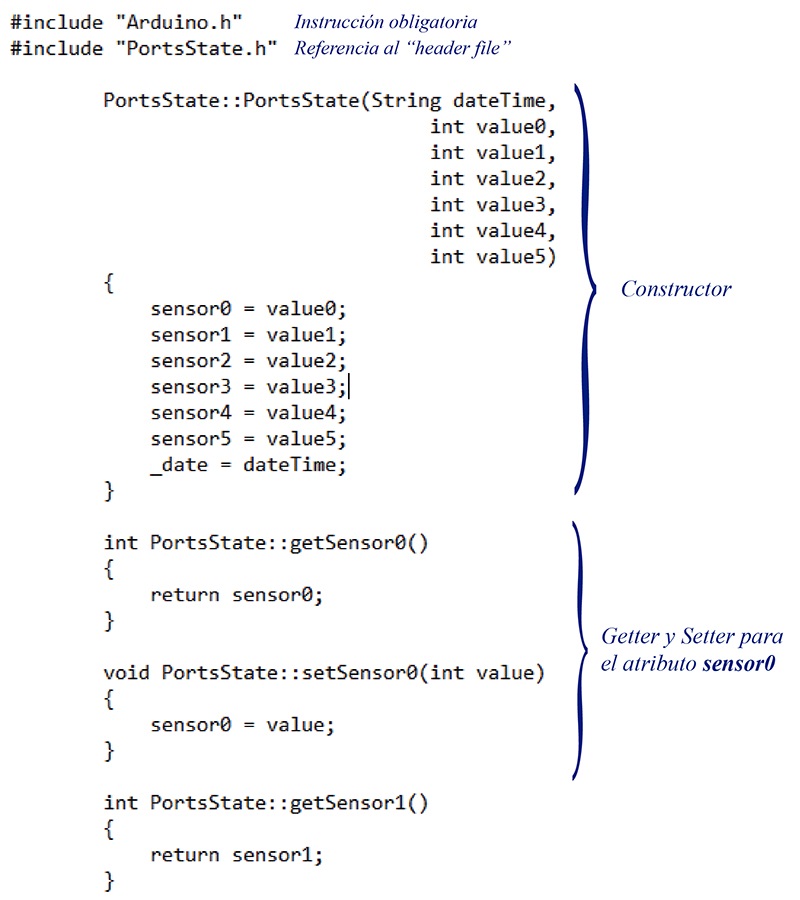 #include "Arduino.h" Instrucción obligatoria
#include "PortsState.h" Referencia al “header file”
PortsState::PortsState(String dateTime,
int value0,
int value1,
int value2,
int value3,
int value4,
int value5)
{
sensor0 = value0;
sensor1 = value1;
sensor2 = value2;
sensor3 = value3;
sensor4 = value4;
sensor5 = value5;
_date = dateTime;
}
Constructor
int PortsState::getSensor0()
{
return sensor0;
}
void PortsState::setSensor0(int value)
{
sensor0 = value;
}
Getter y Setter para
el atributo sensor0
int PortsState::getSensor1()
{
return sensor1;
}